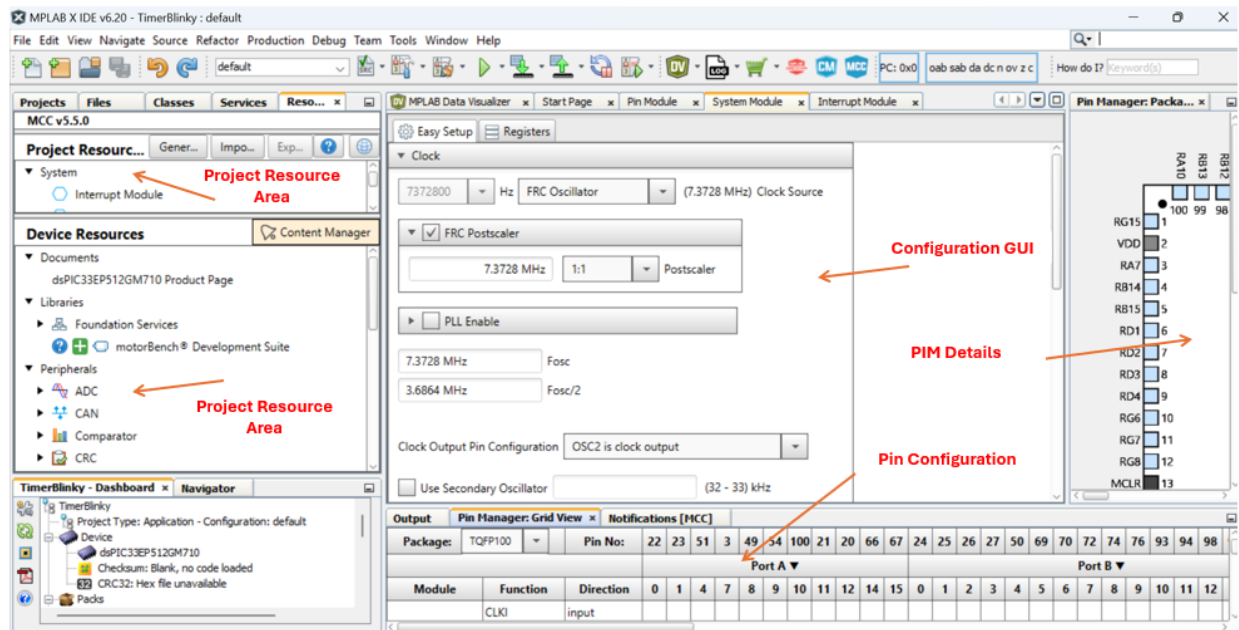 MPLAB X IDE v6.20 - TimerBlinky : default
File Edit View Navigate Source Refactor Production Debug Team Tools Window Help
default
DV
LOG
CM
MCC
PC: 0x0
oab sab da dc n ov z c
How do I?
Keyword(s)
Projects
Files
Classes
Services
Reso... x
MCC v5.5.0
Project Resourc...
Gener...
Impo...
Exp...
System
Interrupt Module
Project Resource
Area
Device Resources
Content Manager
Documents
dsPIC33EP512GM710 Product Page
Libraries
Foundation Services
motorBench® Development Suite
Peripherals
ADC
CAN
Comparator
CRC
Project Resource
Area
TimerBlinky - Dashboard x
Navigator
TimerBlinky
Project Type: Application - Configuration: default
Device
dsPIC33EP512GM710
Checksum: Blank, no code loaded
CRC32: Hex file unavailable
Packs
MPLAB Data Visualizer x
Start Page x
Pin Module x
System Module x
Interrupt Module x
Easy Setup
Registers
Clock
7372800
Hz
FRC Oscillator
(7.3728 MHz) Clock Source
FRC Postscaler
7.3728 MHz
1:1
Postscaler
PLL Enable
7.3728 MHz
Fosc
3.6864 MHz
Fosc/2
Clock Output Pin Configuration
OSC2 is clock output
Use Secondary Oscillator
(32 - 33) kHz
Configuration GUI
PIM Details
Pin Configuration
Output
Pin Manager: Grid View x
Notifications [MCC]
Package:
TQFP100
Pin No:
22 23 51 3 49 54 100 21 20 66 67 24 25 26 27 50 69 70 72 74 76 93 94 98
Port A ▼
Port B ▼
Module
Function
Direction
0 1 4 7 8 9 10 11 12 14 15 0 1 2 3 4 5 6 7 8 9 10 11 12
CLKI
input
Pin Manager: Packa... x
RA10
RB13
RB12
100 99 98
RG15 1
VDD 2
RA7 3
RB14 4
RB15 5
RD1 6
RD2 7
RD3 8
RD4 9
RG6 10
RG7 11
RG8 12
MCLR 13